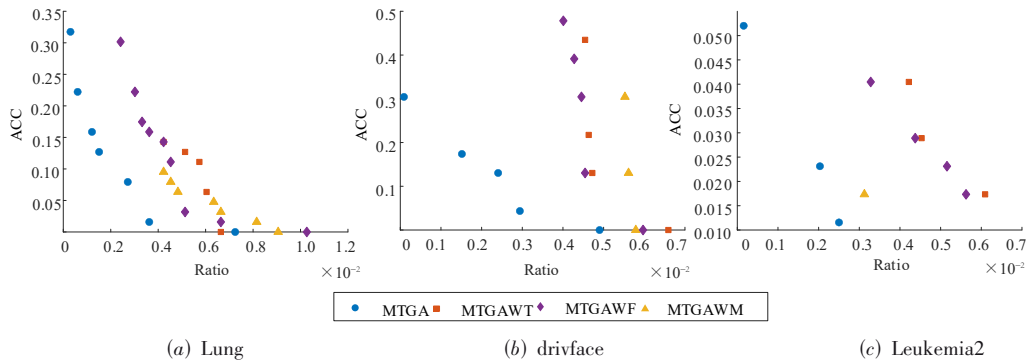 ACC
0.35
0.30
0.25
0.20
0.15
0.10
0.05
0 0.2 0.4 0.6 0.8 1.0 1.2
Ratio
×10⁻²
ACC
0.5
0.4
0.3
0.2
0.1
0 0.1 0.2 0.3 0.4 0.5 0.6 0.7
Ratio
×10⁻²
ACC
0.050
0.045
0.040
0.035
0.030
0.025
0.020
0.015
0.010
0 0.1 0.2 0.3 0.4 0.5 0.6 0.7
Ratio
×10⁻²
MTGA MTGAWT MTGAWF MTGAWM
(a) Lung
(b) drivface
(c) Leukemia2